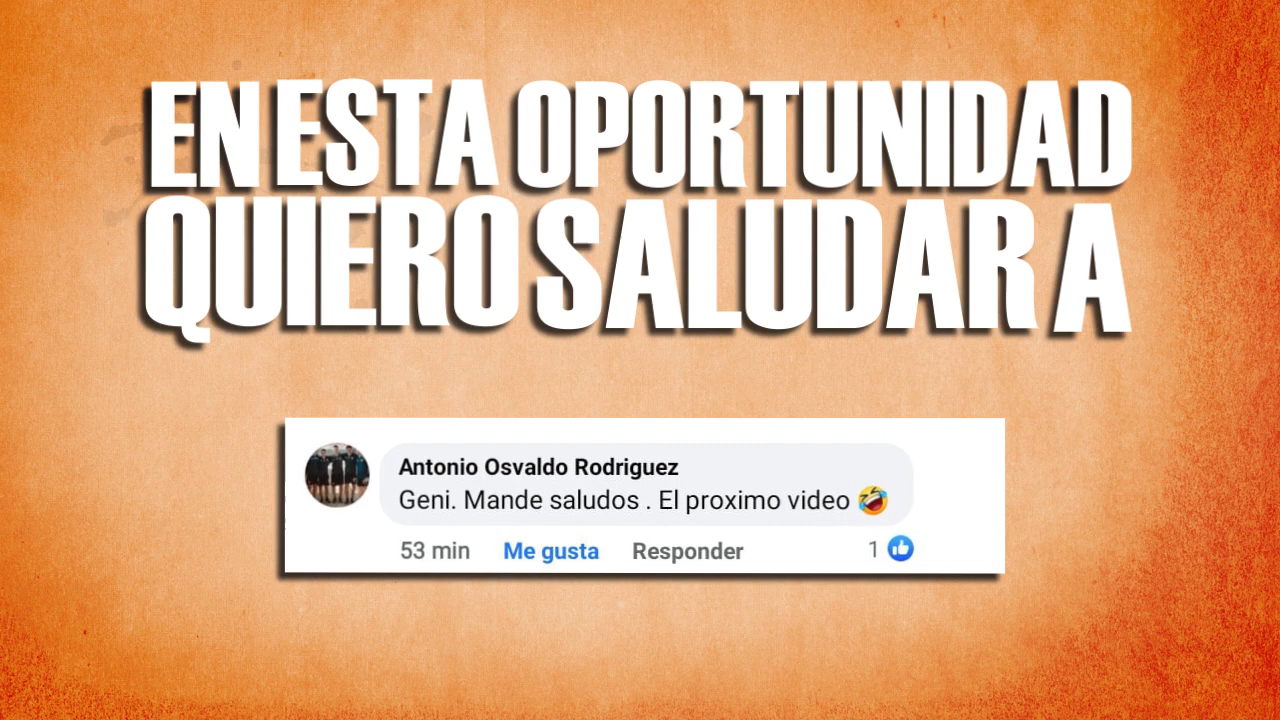 EN ESTA OPORTUNIDAD
QUIERO SALUDAR A
Antonio Osvaldo Rodriguez
Geni. Mande saludos . El proximo video 🤣
53 min Me gusta Responder 1